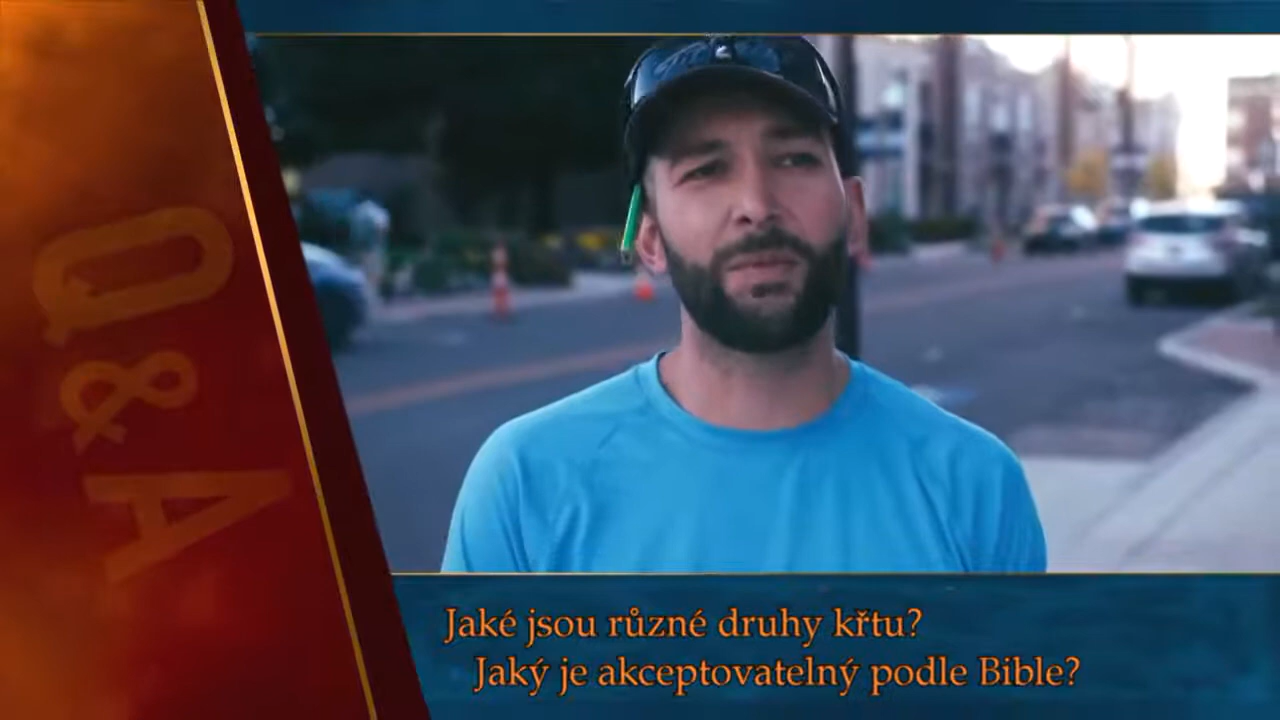 Q&A
Jaké jsou různé druhy křtu?
Jaký je akceptovatelný podle Bible?